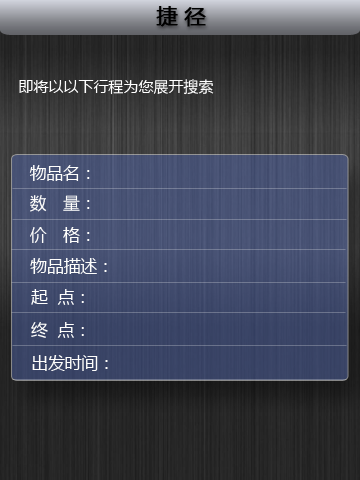 捷 径
即将以以下行程为您展开搜索
物品名：
数 量：
价 格：
物品描述：
起 点：
终 点：
出发时间：